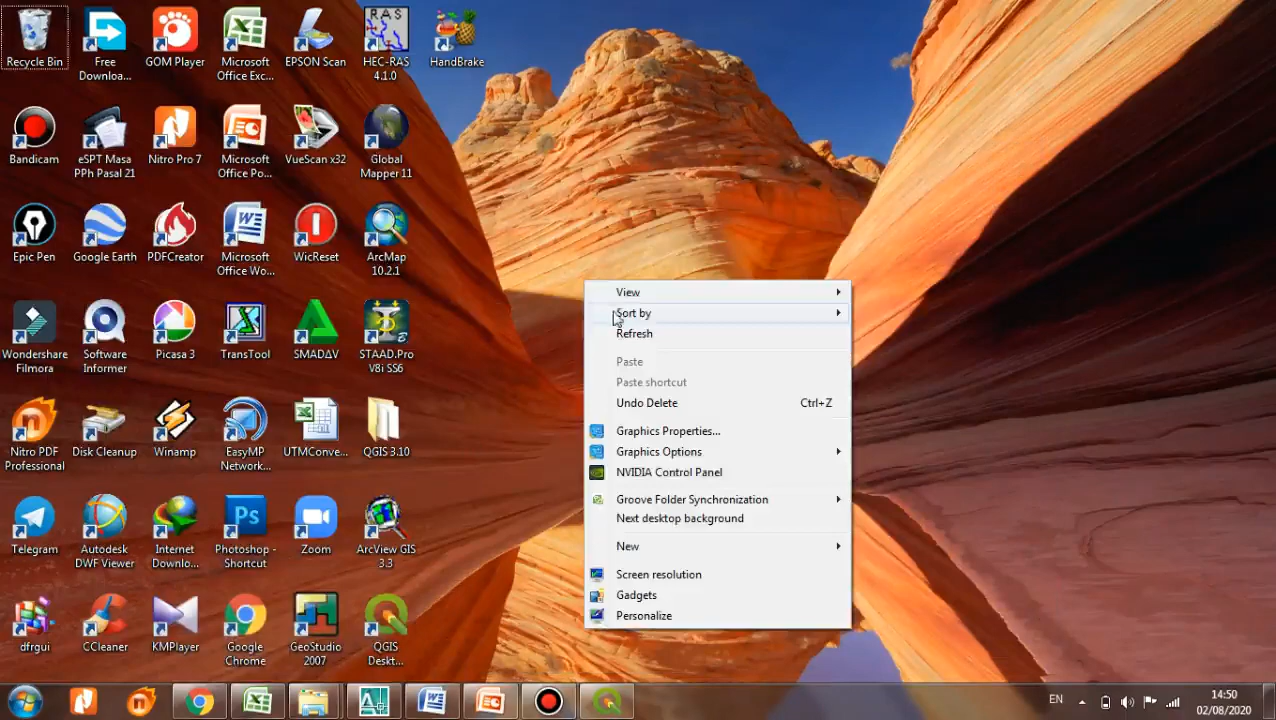 Recycle Bin
Free
Downloa...
GOM Player
Microsoft
Office Exc...
EPSON Scan
HEC-RAS
4.1.0
HandBrake
Bandicam
eSPT Masa
PPh Pasal 21
Nitro Pro 7
Microsoft
Office Po...
VueScan x32
Global
Mapper 11
Epic Pen
Google Earth
PDFCreator
Microsoft
Office Wo...
WicReset
ArcMap
10.2.1
Wondershare
Filmora
Software
Informer
Picasa 3
TransTool
SMADΔV
STAAD.Pro
V8i SS6
Nitro PDF
Professional
Disk Cleanup
Winamp
EasyMP
Network...
UTMConve...
QGIS 3.10
Telegram
Autodesk
DWF Viewer
Internet
Downlo...
Photoshop -
Shortcut
Zoom
ArcView GIS
3.3
dfrgui
CCleaner
KMPlayer
Google
Chrome
GeoStudio
2007
QGIS
Deskt...
RAS
Ps
View
Sort by
Refresh
Paste
Paste shortcut
Undo Delete Ctrl+Z
Graphics Properties...
Graphics Options
NVIDIA Control Panel
Groove Folder Synchronization
Next desktop background
New
Screen resolution
Gadgets
Personalize
EN
14:50
02/08/2020